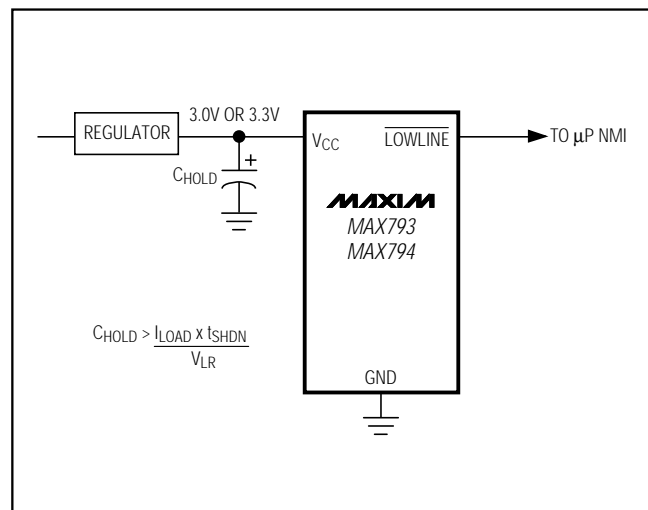 3.0V OR 3.3V
REGULATOR
VCC
LOWLINE
TO μP NMI
+
CHOLD
MAXIM
MAX793
MAX794
CHOLD > ILOAD x tSHDN
VLR
GND